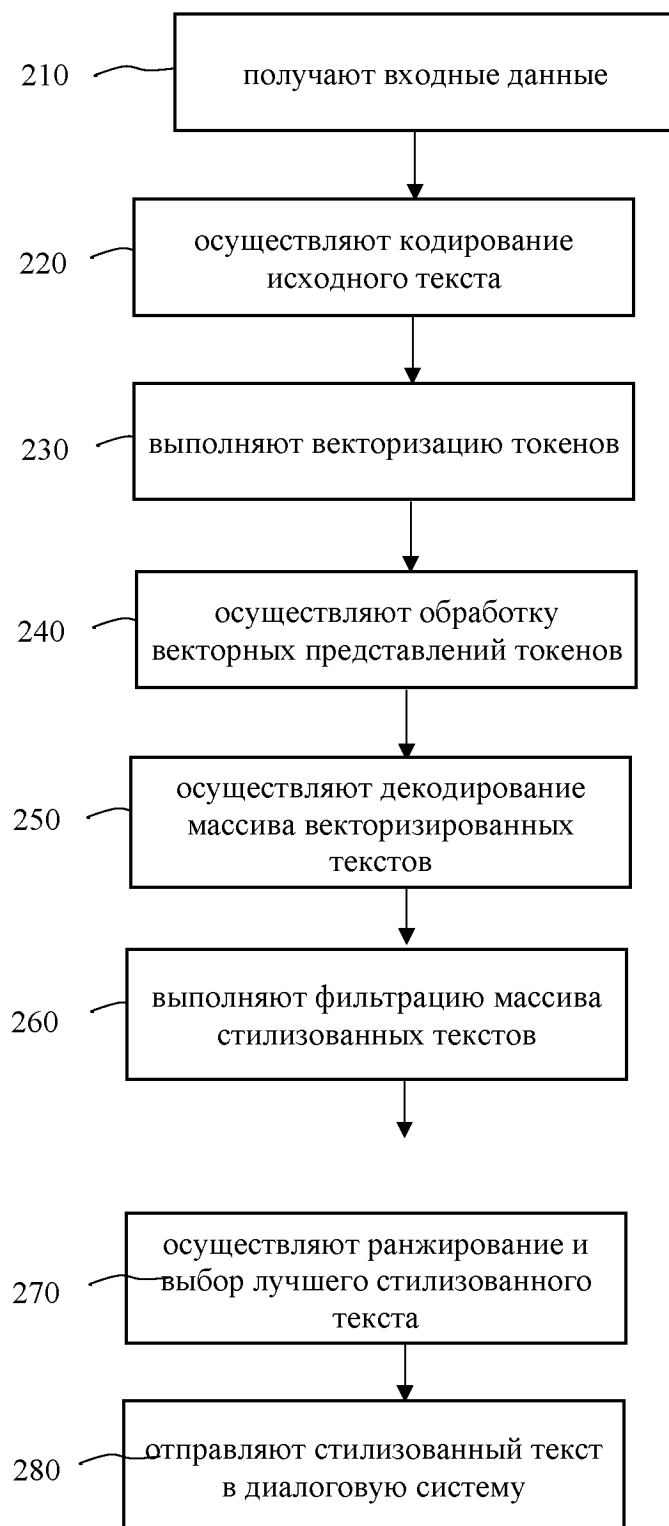 210
получают входные данные
220
осуществляют кодирование
исходного текста
230
выполняют векторизацию токенов
240
осуществляют обработку
векторных представлений токенов
250
осуществляют декодирование
массива векторизированных
текстов
260
выполняют фильтрацию массива
стилизованных текстов
270
осуществляют ранжирование и
выбор лучшего стилизованного
текста
280
отправляют стилизованный текст
в диалоговую систему